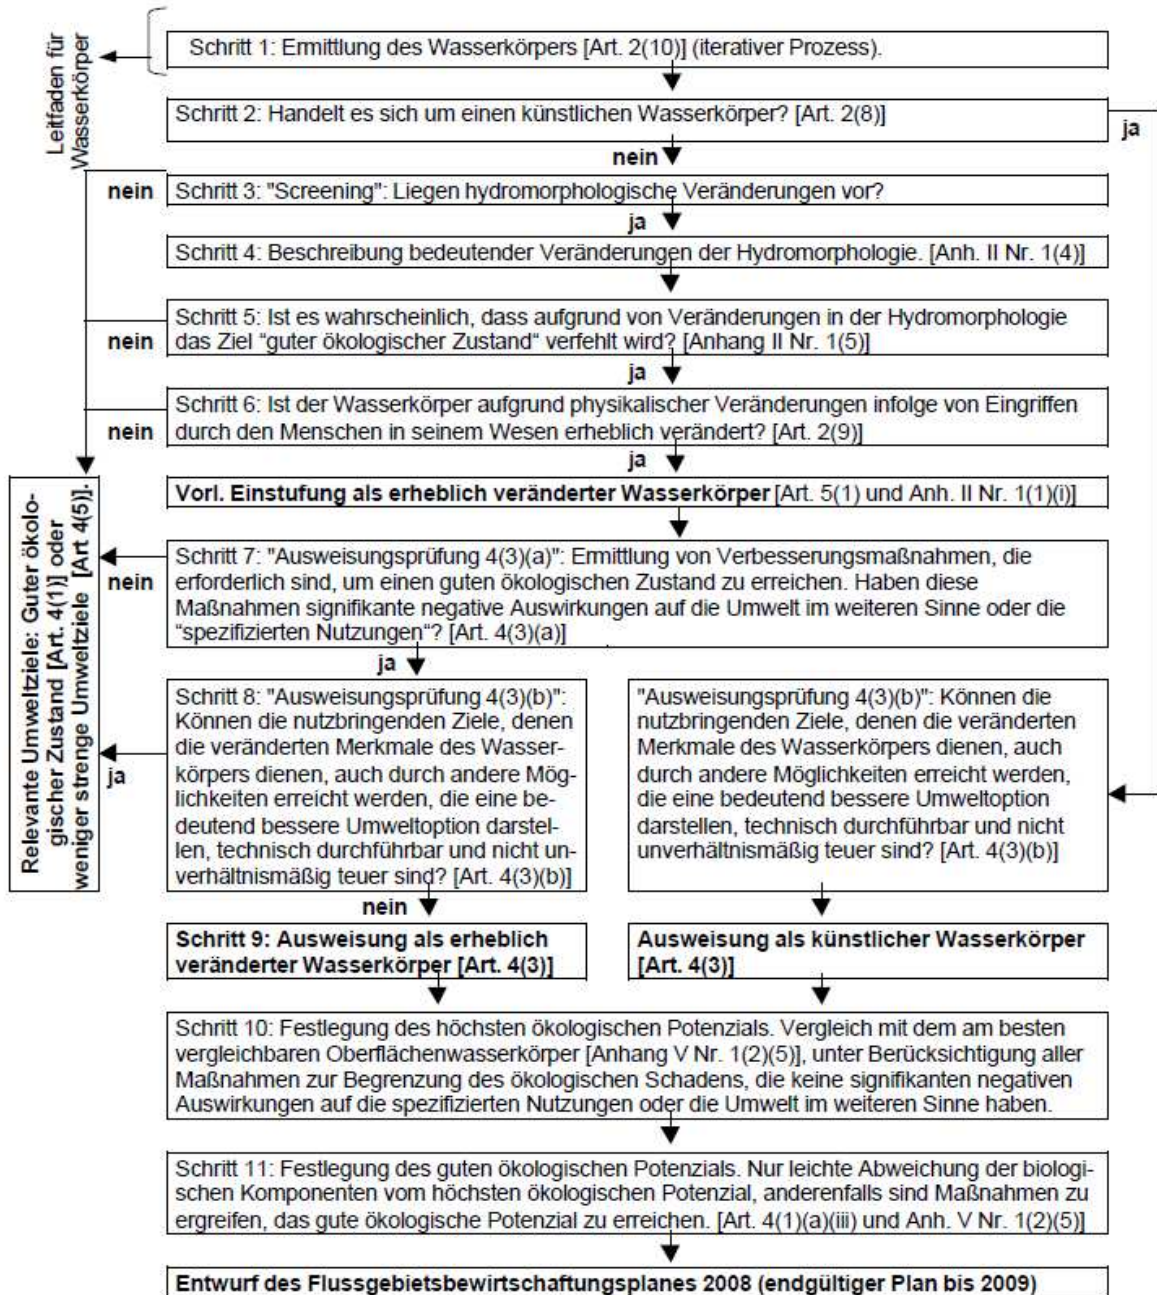 Leitfaden für
Wasserkörper
Schritt 1: Ermittlung des Wasserkörpers [Art. 2(10)] (iterativer Prozess).
Schritt 2: Handelt es sich um einen künstlichen Wasserkörper? [Art. 2(8)]
ja
nein
nein
Schritt 3: "Screening": Liegen hydromorphologische Veränderungen vor?
ja
Schritt 4: Beschreibung bedeutender Veränderungen der Hydromorphologie. [Anh. II Nr. 1(4)]
Schritt 5: Ist es wahrscheinlich, dass aufgrund von Veränderungen in der Hydromorphologie
das Ziel “guter ökologischer Zustand“ verfehlt wird? [Anhang II Nr. 1(5)]
nein
ja
Schritt 6: Ist der Wasserkörper aufgrund physikalischer Veränderungen infolge von Eingriffen
durch den Menschen in seinem Wesen erheblich verändert? [Art. 2(9)]
nein
ja
Vorl. Einstufung als erheblich veränderter Wasserkörper [Art. 5(1) und Anh. II Nr. 1(1)(i)]
Relevante Umweltziele: Guter ökolo-
gischer Zustand [Art. 4(1)] oder
weniger strenge Umweltziele [Art 4(5)].
Schritt 7: "Ausweisungsprüfung 4(3)(a)": Ermittlung von Verbesserungsmaßnahmen, die
erforderlich sind, um einen guten ökologischen Zustand zu erreichen. Haben diese
Maßnahmen signifikante negative Auswirkungen auf die Umwelt im weiteren Sinne oder die
“spezifizierten Nutzungen“? [Art. 4(3)(a)]
nein
ja
Schritt 8: "Ausweisungsprüfung 4(3)(b)":
Können die nutzbringenden Ziele, denen
die veränderten Merkmale des Wasser-
körpers dienen, auch durch andere Mög-
lichkeiten erreicht werden, die eine be-
deutend bessere Umweltoption darstel-
len, technisch durchführbar und nicht un-
verhältnismäßig teuer sind? [Art. 4(3)(b)]
ja
nein
"Ausweisungsprüfung 4(3)(b)": Können die
nutzbringenden Ziele, denen die veränderten
Merkmale des Wasserkörpers dienen, auch
durch andere Möglichkeiten erreicht werden,
die eine bedeutend bessere Umweltoption
darstellen, technisch durchführbar und nicht
unverhältnismäßig teuer sind? [Art. 4(3)(b)]
Schritt 9: Ausweisung als erheblich
veränderter Wasserkörper [Art. 4(3)]
Ausweisung als künstlicher Wasserkörper
[Art. 4(3)]
Schritt 10: Festlegung des höchsten ökologischen Potenzials. Vergleich mit dem am besten
vergleichbaren Oberflächenwasserkörper [Anhang V Nr. 1(2)(5)], unter Berücksichtigung aller
Maßnahmen zur Begrenzung des ökologischen Schadens, die keine signifikanten negativen
Auswirkungen auf die spezifizierten Nutzungen oder die Umwelt im weiteren Sinne haben.
Schritt 11: Festlegung des guten ökologischen Potenzials. Nur leichte Abweichung der biologi-
schen Komponenten vom höchsten ökologischen Potenzial, anderenfalls sind Maßnahmen zu
ergreifen, das gute ökologische Potenzial zu erreichen. [Art. 4(1)(a)(iii) und Anh. V Nr. 1(2)(5)]
Entwurf des Flussgebietsbewirtschaftungsplanes 2008 (endgültiger Plan bis 2009)